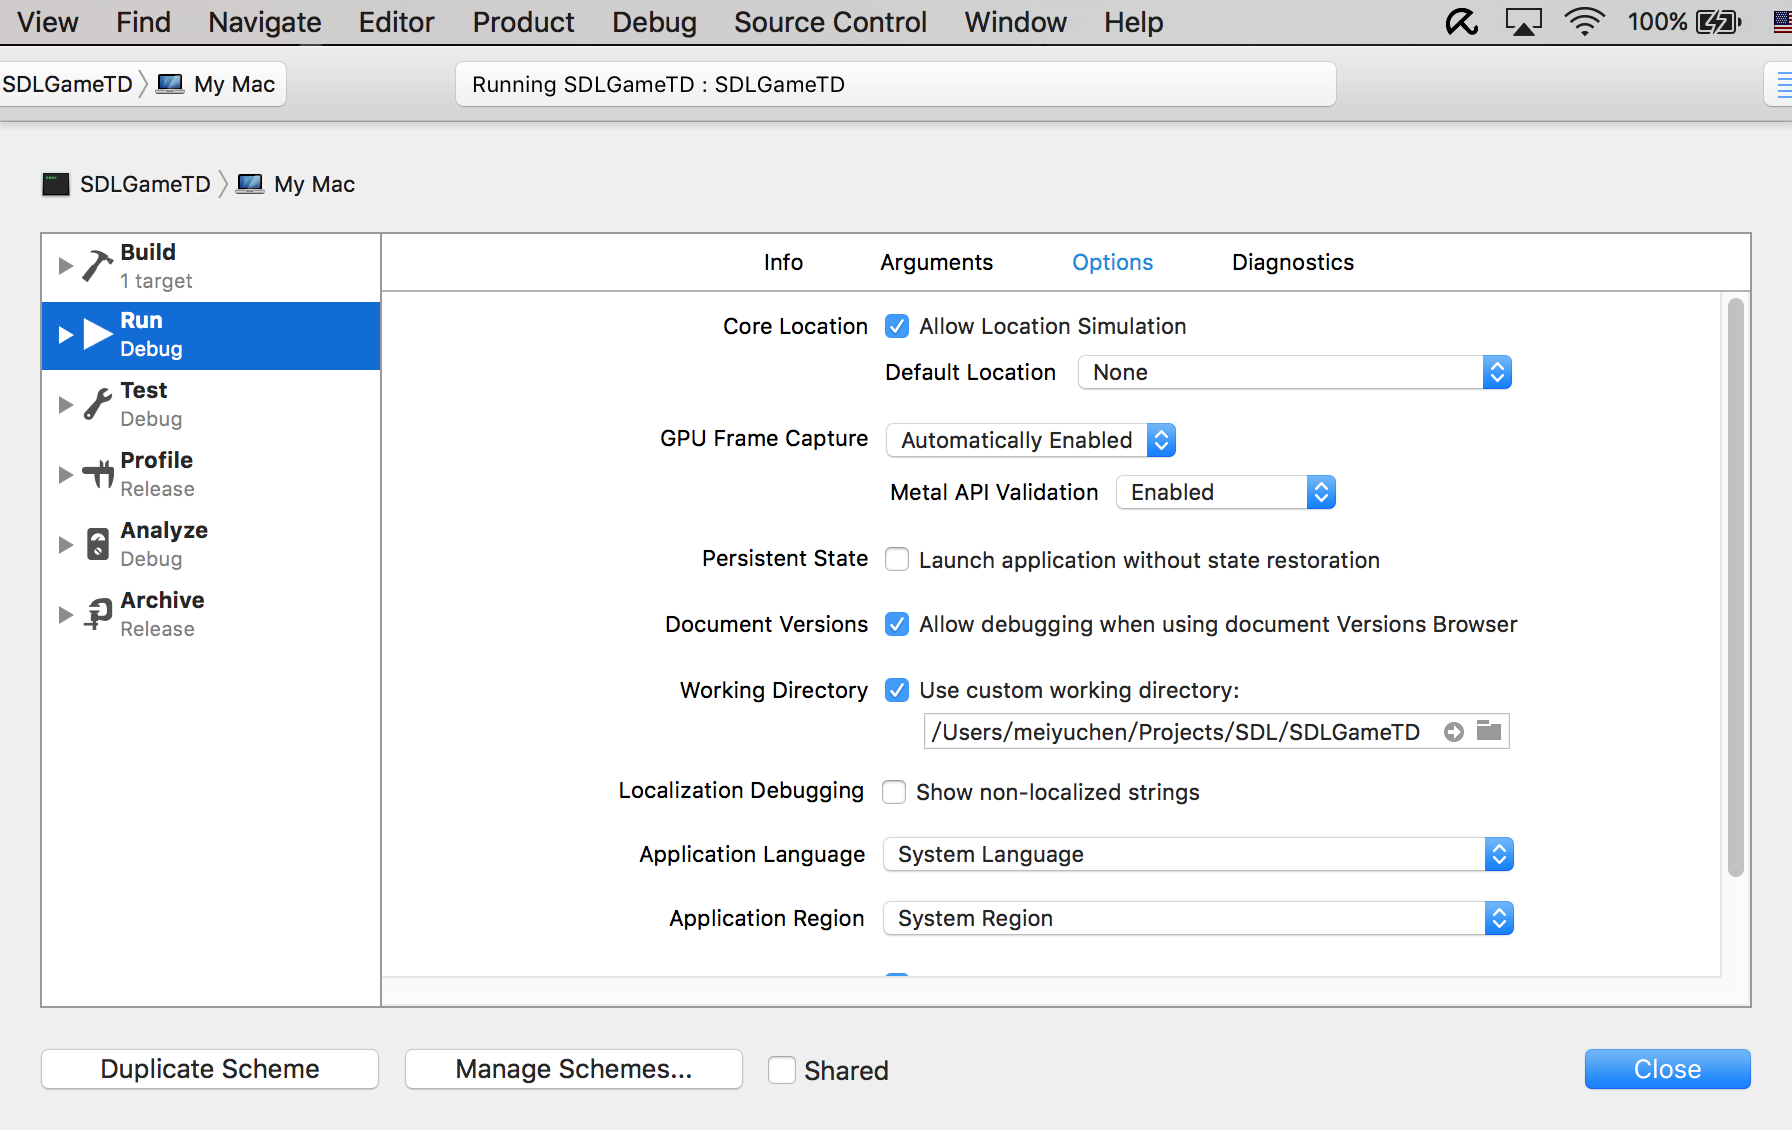 View Find Navigate Editor Product Debug Source Control Window Help 100%
SDLGameTD My Mac Running SDLGameTD : SDLGameTD
SDLGameTD My Mac
Build
1 target
Run
Debug
Test
Debug
Profile
Release
Analyze
Debug
Archive
Release
Info Arguments Options Diagnostics
Core Location Allow Location Simulation
Default Location None
GPU Frame Capture Automatically Enabled
Metal API Validation Enabled
Persistent State Launch application without state restoration
Document Versions Allow debugging when using document Versions Browser
Working Directory Use custom working directory:
/Users/meiyuchen/Projects/SDL/SDLGameTD
Localization Debugging Show non-localized strings
Application Language System Language
Application Region System Region
Duplicate Scheme Manage Schemes... Shared Close